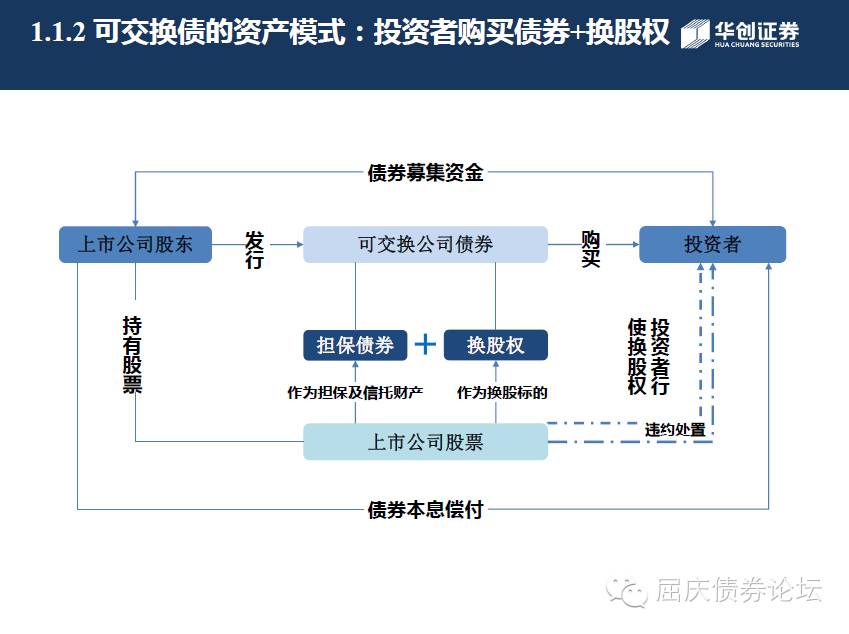 1.1.2 可交换债的资产模式：投资者购买债券+换股权
华创证券
HUA CHUANG SECURITIES
债券募集资金
上市公司股东
发行
可交换公司债券
购买
投资者
持有股票
担保债券
+
换股权
投资者行
使换股权
作为担保及信托财产
作为换股标的
上市公司股票
违约处置
债券本息偿付
屈庆债券论坛